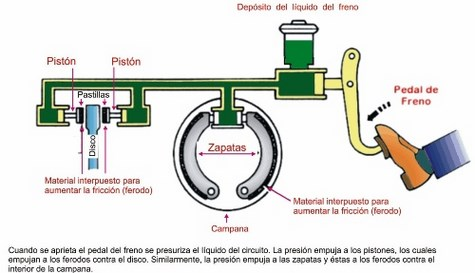 Depósito del líquido del freno
Pistón
Pistón
Pastillas
Pedal de
Freno
Disco
Zapatas
Material interpuesto para
aumentar la fricción (ferodo)
Material interpuesto para
aumentar la fricción (ferodo)
Campana
Cuando se aprieta el pedal del freno se presuriza el líquido del circuito. La presión empuja a los pistones, los cuales
empujan a los ferodos contra el disco. Similarmente, la presión empuja a las zapatas y éstas a los ferodos contra el
interior de la campana.